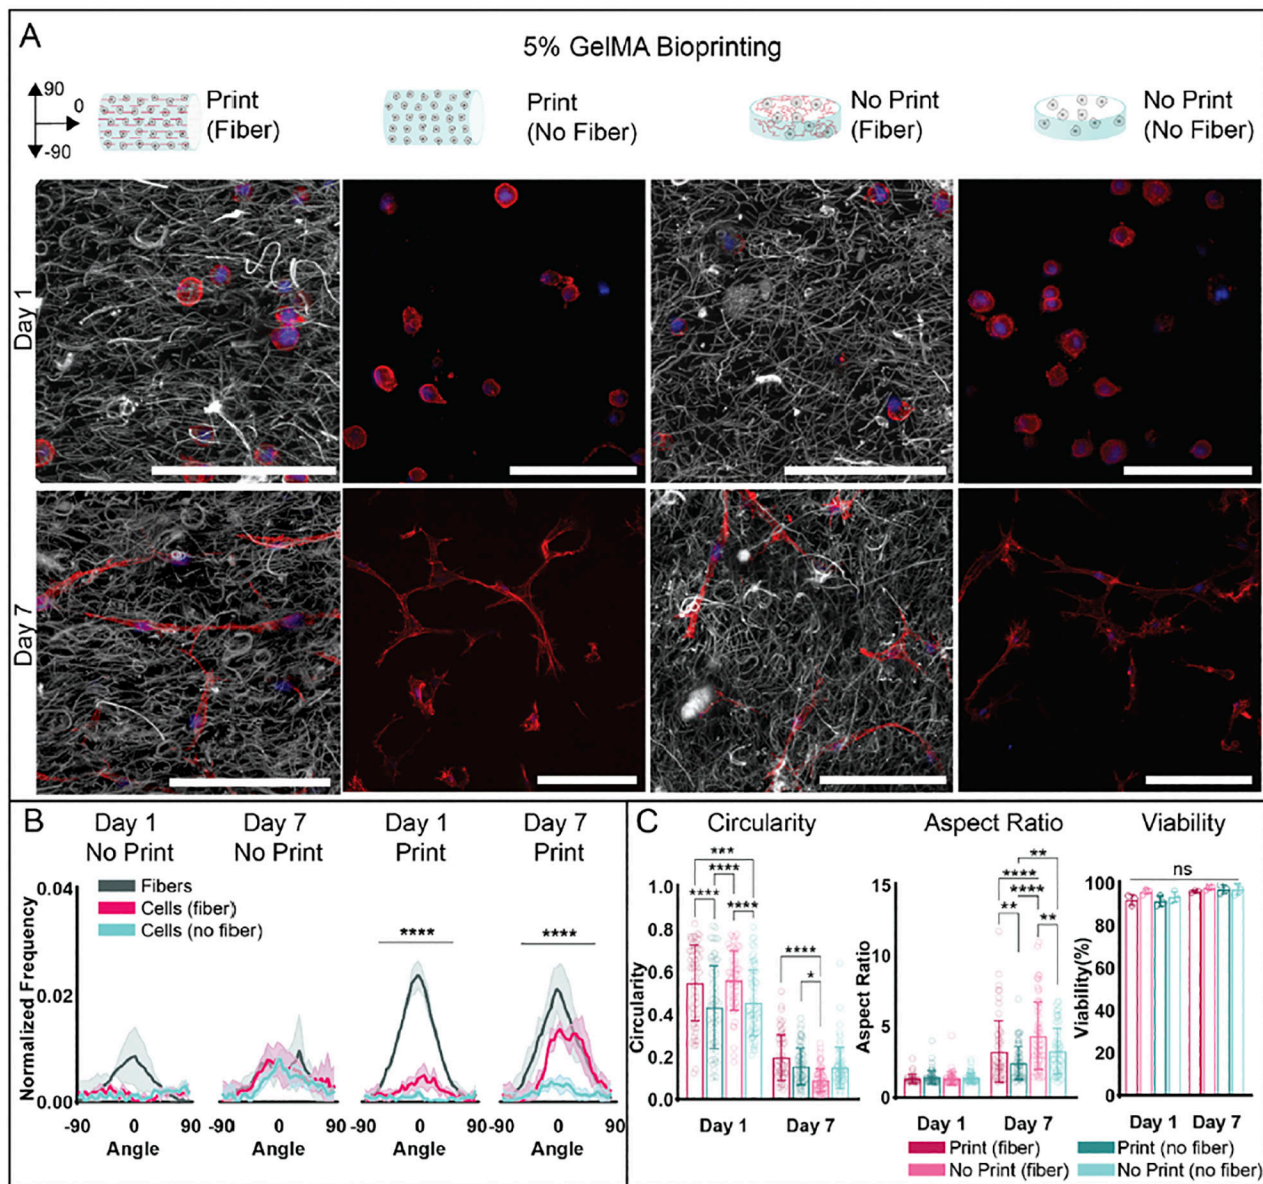 A
5% GelMA Bioprinting
90
0
-90
Print
(Fiber)
Print
(No Fiber)
No Print
(Fiber)
No Print
(No Fiber)
Day 1
Day 7
B
Day 1
No Print
Day 7
No Print
Day 1
Print
Day 7
Print
Fibers
Cells (fiber)
Cells (no fiber)
****
****
Normalized Frequency
0.04
0.02
0.00
-90 0 90
-90 0 90
-90 0 90
-90 0 90
Angle
Angle
Angle
Angle
C
Circularity
Aspect Ratio
Viability
***
****
****
****
****
*
Circularity
1.0
0.8
0.6
0.4
0.2
0.0
Day 1
Day 7
**
****
****
**
**
Aspect Ratio
15
10
5
0
Day 1
Day 7
ns
Viability(%)
100
80
60
40
20
0
Day 1
Day 7
Print (fiber)
Print (no fiber)
No Print (fiber)
No Print (no fiber)